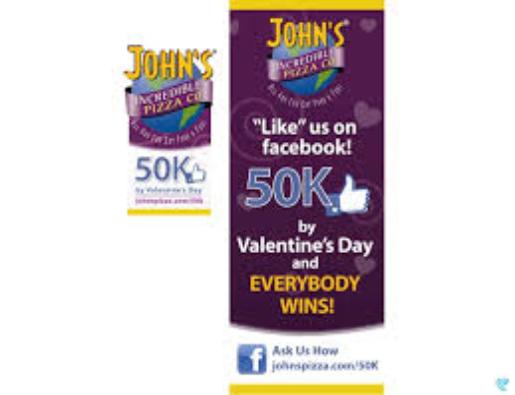 JOHN'S
INCREDIBLE
PIZZA CO
50K
by Valentine's Day
johnspizza.com/50k
JOHN'S
INCREDIBLE
PIZZA CO
"Like" us on
facebook!
50K
by
Valentine's Day
and
EVERYBODY
WINS!
f Ask Us How
johnspizza.com/50K